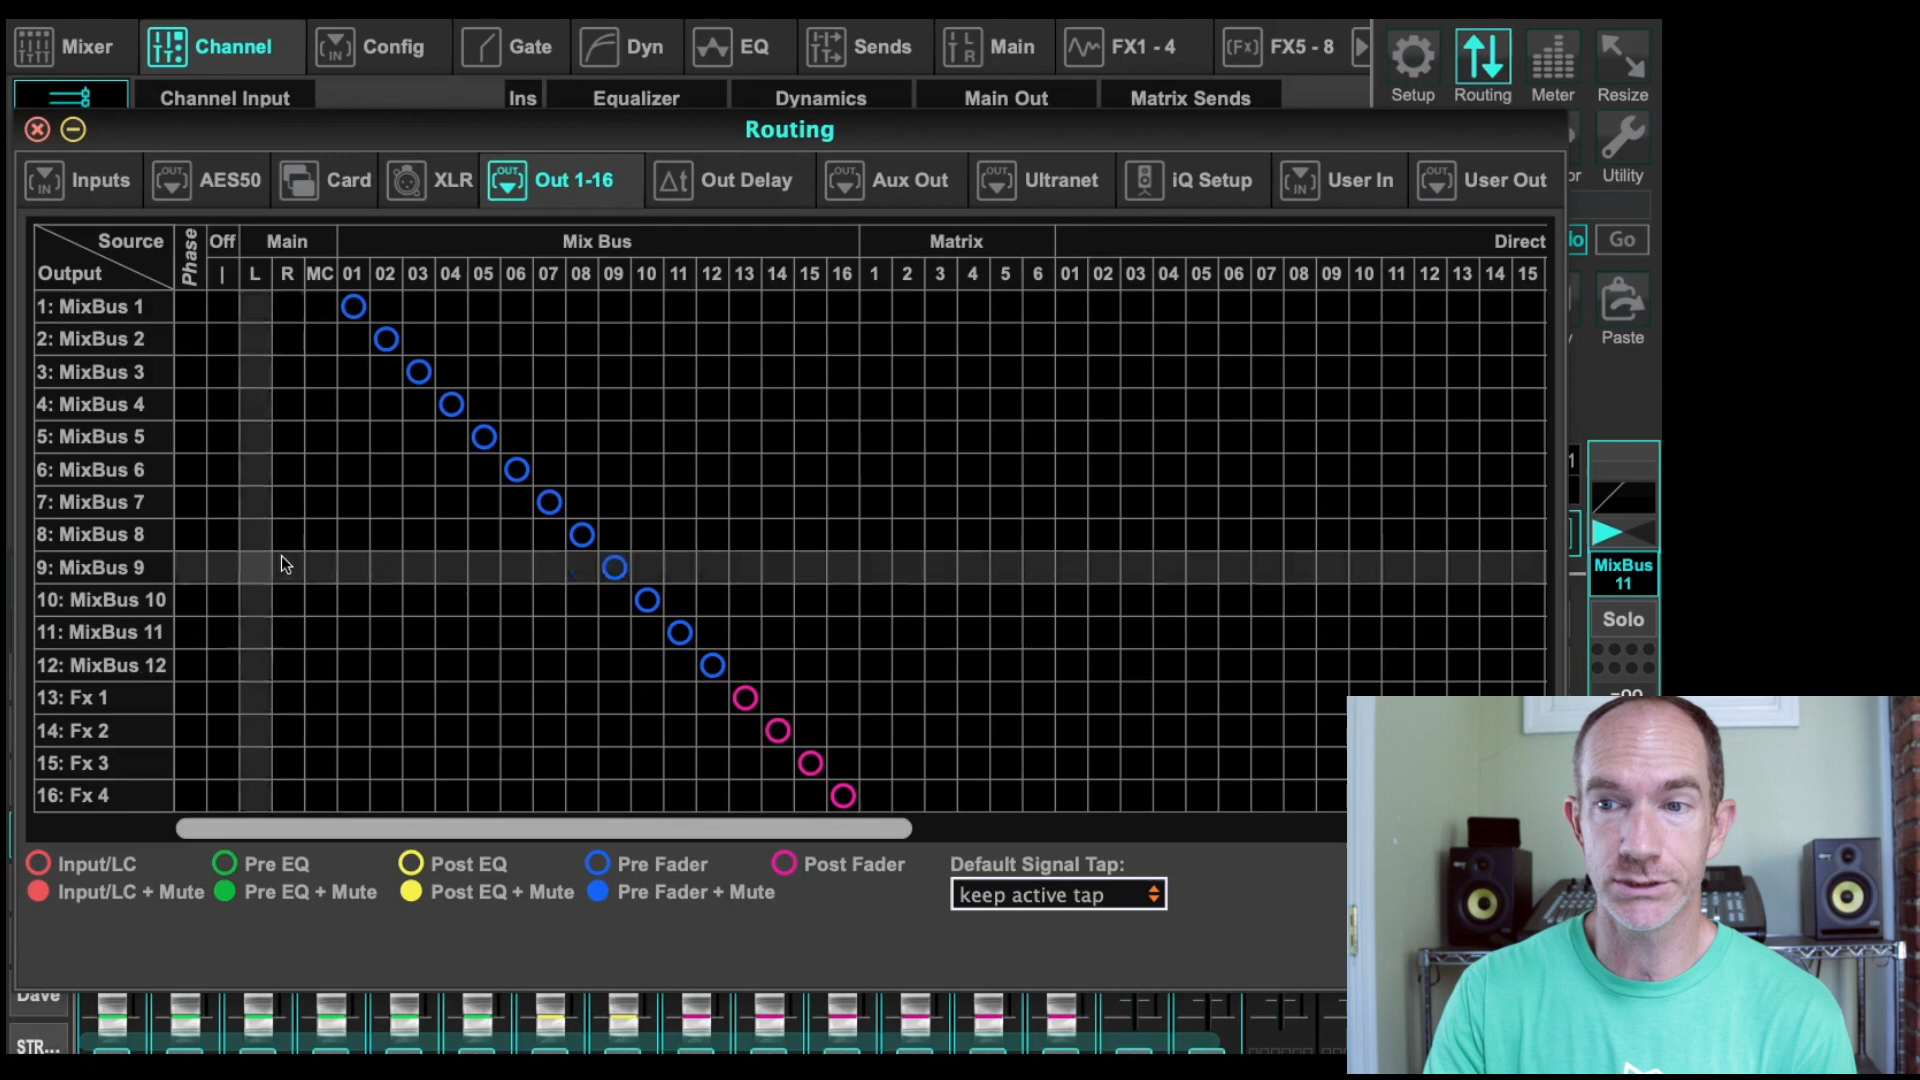 Mixer Channel Config Gate Dyn EQ Sends Main FX1 - 4 FX5 - 8
Setup Routing Meter Resize
Channel Input Ins Equalizer Dynamics Main Out Matrix Sends
Routing
Utility
Inputs AES50 Card XLR Out 1-16 Out Delay Aux Out Ultranet iQ Setup User In User Out
Go
Paste
Source Phase Off Main Mix Bus Matrix Direct
Output | L R MC 01 02 03 04 05 06 07 08 09 10 11 12 13 14 15 16 1 2 3 4 5 6 01 02 03 04 05 06 07 08 09 10 11 12 13 14 15
1: MixBus 1
2: MixBus 2
3: MixBus 3
4: MixBus 4
5: MixBus 5
6: MixBus 6
7: MixBus 7
8: MixBus 8
9: MixBus 9
10: MixBus 10
11: MixBus 11
12: MixBus 12
13: Fx 1
14: Fx 2
15: Fx 3
16: Fx 4
MixBus
11
Solo
Input/LC Pre EQ Post EQ Pre Fader Post Fader Default Signal Tap:
Input/LC + Mute Pre EQ + Mute Post EQ + Mute Pre Fader + Mute keep active tap
Dave
STR...